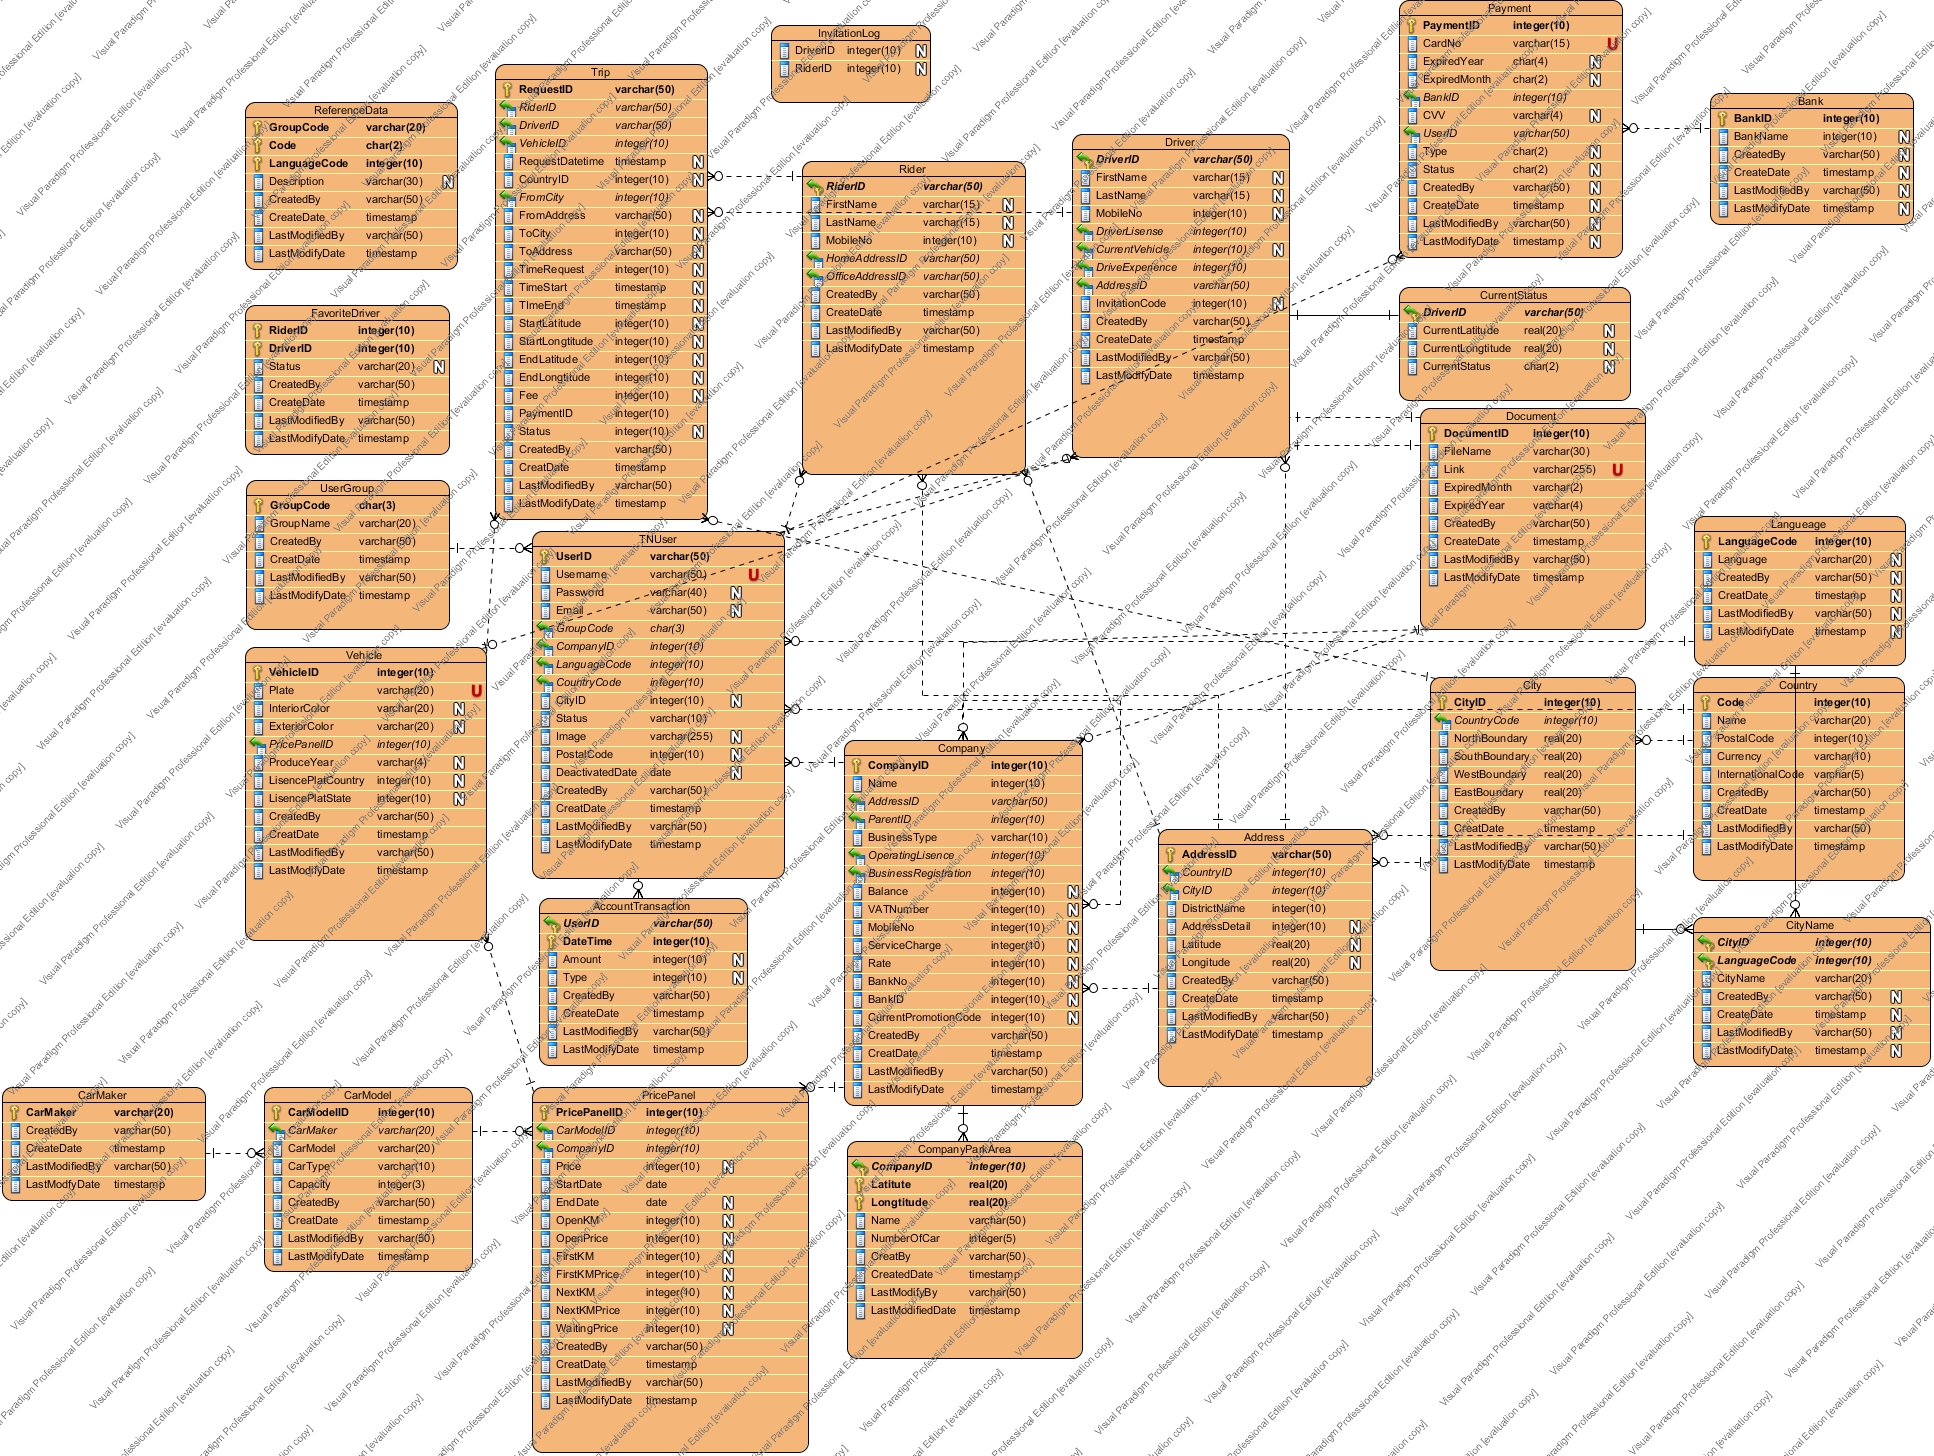 InvitationLog
DriverID integer(10) N
RiderID integer(10) N
Payment
PaymentID integer(10)
CardNo varchar(15) U
ExpiredYear char(4) N
ExpiredMonth char(2) N
BankID integer(10)
CVV varchar(4) N
UserID varchar(50)
Type char(2) N
Status char(2) N
CreatedBy varchar(50) N
CreateDate timestamp N
LastModifiedBy varchar(50) N
LastModifyDate timestamp N
Bank
BankID integer(10)
BankName integer(10) N
CreatedBy varchar(50) N
CreateDate timestamp N
LastModifiedBy varchar(50) N
LastModifyDate timestamp N
ReferenceData
GroupCode varchar(20)
Code char(2)
LanguageCode integer(10)
Description varchar(30) N
CreatedBy varchar(50)
CreateDate timestamp
LastModifiedBy varchar(50)
LastModifyDate timestamp
Trip
RequestID varchar(50)
RiderID varchar(50)
DriverID varchar(50)
VehicleID integer(10)
RequestDatetime timestamp N
CountryID integer(10) N
FromCity integer(10)
FromAddress varchar(50) N
ToCity integer(10) N
ToAddress varchar(50) N
TimeRequest integer(10) N
TimeStart timestamp N
TImeEnd timestamp N
StartLatitude integer(10) N
StartLongtitude integer(10) N
EndLatitude integer(10) N
EndLongtitude integer(10) N
Fee integer(10) N
PaymentID integer(10)
Status integer(10) N
CreatedBy varchar(50)
CreatDate timestamp
LastModifiedBy varchar(50)
LastModifyDate timestamp
Rider
RiderID varchar(50)
FirstName varchar(15) N
LastName varchar(15) N
MobileNo integer(10) N
HomeAddressID varchar(50)
OfficeAddressID varchar(50)
CreatedBy varchar(50)
CreateDate timestamp
LastModifiedBy varchar(50)
LastModifyDate timestamp
Driver
DriverID varchar(50)
FirstName varchar(15) N
LastName varchar(15) N
MobileNo integer(10) N
DriverLisense integer(10)
CurrentVehicle integer(10) N
DriveExperience integer(10)
AddressID varchar(50)
InvitationCode integer(10) N
CreatedBy varchar(50)
CreateDate timestamp
LastModifiedBy varchar(50)
LastModifyDate timestamp
CurrentStatus
DriverID varchar(50)
CurrentLatitude real(20) N
CurrentLongtitude real(20) N
CurrentStatus char(2) N
FavoriteDriver
RiderID integer(10)
DriverID integer(10)
Status varchar(20) N
CreatedBy varchar(50)
CreateDate timestamp
LastModifiedBy varchar(50)
LastModifyDate timestamp
Document
DocumentID integer(10)
FileName varchar(30)
Link varchar(255) U
ExpiredMonth varchar(2)
ExpiredYear varchar(4)
CreatedBy varchar(50)
CreateDate timestamp
LastModifiedBy varchar(50)
LastModifyDate timestamp
UserGroup
GroupCode char(3)
GroupName varchar(20)
CreatedBy varchar(50)
CreatDate timestamp
LastModifiedBy varchar(50)
LastModifyDate timestamp
TNUser
UserID varchar(50)
Username varchar(50) U
Password varchar(40) N
Email varchar(50) N
GroupCode char(3)
CompanyID integer(10)
LanguageCode integer(10)
CountryCode integer(10)
CityID integer(10) N
Status varchar(10)
Image varchar(255) N
PostalCode integer(10) N
DeactivatedDate date N
CreatedBy varchar(50)
CreatDate timestamp
LastModifiedBy varchar(50)
LastModifyDate timestamp
Langueage
LanguageCode integer(10)
Language varchar(20) N
CreatedBy varchar(50) N
CreatDate timestamp N
LastModifiedBy varchar(50) N
LastModifyDate timestamp N
Vehicle
VehicleID integer(10)
Plate varchar(20) U
InteriorColor varchar(20) N
ExteriorColor varchar(20) N
PricePanelID integer(10)
ProduceYear varchar(4) N
LisencePlatCountry integer(10) N
LisencePlatState integer(10) N
CreatedBy varchar(50)
CreatDate timestamp
LastModifiedBy varchar(50)
LastModifyDate timestamp
City
CityID integer(10)
CountryCode integer(10)
NorthBoundary real(20)
SouthBoundary real(20)
WestBoundary real(20)
EastBoundary real(20)
CreatedBy varchar(50)
CreatDate timestamp
LastModifiedBy varchar(50)
LastModifyDate timestamp
Country
Code integer(10)
Name varchar(20)
PostalCode integer(10)
Currency varchar(10)
InternationalCode varchar(5)
CreatedBy varchar(50)
CreatDate timestamp
LastModifiedBy varchar(50)
LastModifyDate timestamp
Company
CompanyID integer(10)
Name integer(10)
AddressID varchar(50)
ParentID integer(10)
BusinessType varchar(10)
OperatingLisence integer(10)
BusinessRegistration integer(10)
Balance integer(10) N
VATNumber integer(10) N
MobileNo integer(10) N
ServiceCharge integer(10) N
Rate integer(10) N
BankNo integer(10) N
BankID integer(10) N
CurrentPromotionCode integer(10) N
CreatedBy varchar(50)
CreatDate timestamp
LastModifiedBy varchar(50)
LastModifyDate timestamp
Address
AddressID varchar(50)
CountryID integer(10)
CityID integer(10)
DistrictName integer(10)
AddressDetail integer(10) N
Latitude real(20) N
Longitude real(20) N
CreatedBy varchar(50)
CreateDate timestamp
LastModifiedBy varchar(50)
LastModifyDate timestamp
AccountTransaction
UserID varchar(50)
DateTime integer(10)
Amount integer(10) N
Type integer(10) N
CreatedBy varchar(50)
CreateDate timestamp
LastModifiedBy varchar(50)
LastModifyDate timestamp
CityName
CityID integer(10)
LanguageCode integer(10)
CityName varchar(20)
CreatedBy varchar(50) N
CreateDate timestamp N
LastModifiedBy varchar(50) N
LastModifyDate timestamp N
CarMaker
CarMaker varchar(20)
CreatedBy varchar(50)
CreateDate timestamp
LastModifiedBy varchar(50)
LastModfyDate timestamp
CarModel
CarModelID integer(10)
CarMaker varchar(20)
CarModel varchar(20)
CarType varchar(10)
Capacity integer(3)
CreatedBy varchar(50)
CreatDate timestamp
LastModifiedBy varchar(50)
LastModifyDate timestamp
PricePanel
PricePanelID integer(10)
CarModelID integer(10)
CompanyID integer(10)
Price integer(10) N
StartDate date
EndDate date N
OpenKM integer(10) N
OpenPrice integer(10) N
FirstKM integer(10) N
FirstKMPrice integer(10) N
NextKM integer(10) N
NextKMPrice integer(10) N
WaitingPrice integer(10) N
CreatedBy varchar(50)
CreatDate timestamp
LastModifiedBy varchar(50)
LastModifyDate timestamp
CompanyParkArea
CompanyID integer(10)
Latitute real(20)
Longtitude real(20)
Name varchar(50)
NumberOfCar integer(5)
CreatBy varchar(50)
CreatedDate timestamp
LastModifyBy varchar(50)
LastModifiedDate timestamp
Visual Paradigm Professional Edition [evaluation copy]